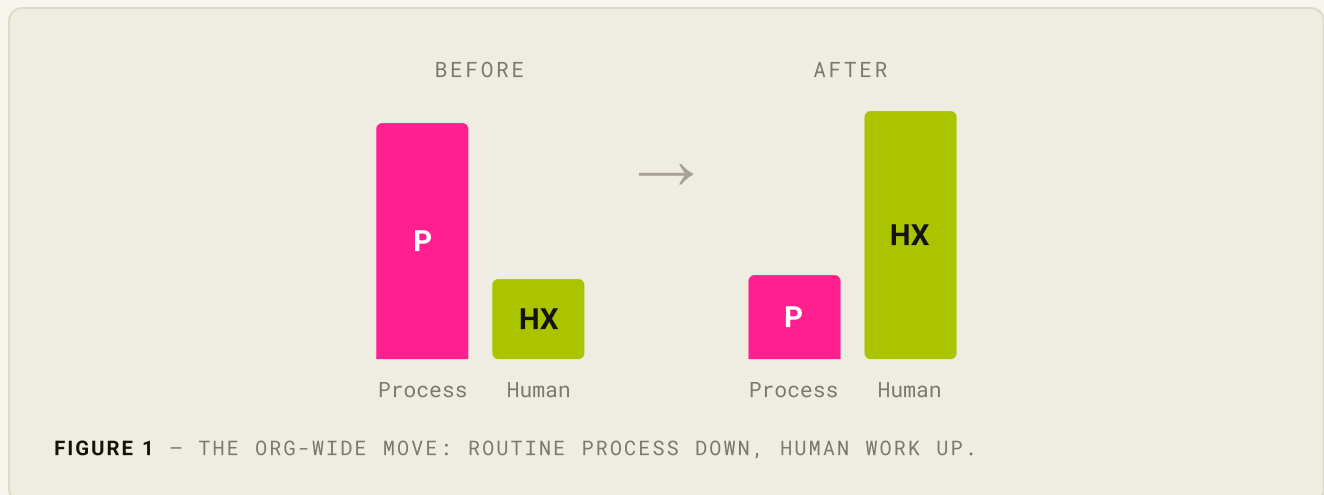 BEFORE
AFTER
P
HX
P
HX
Process
Human
Process
Human
FIGURE 1 — THE ORG-WIDE MOVE: ROUTINE PROCESS DOWN, HUMAN WORK UP.